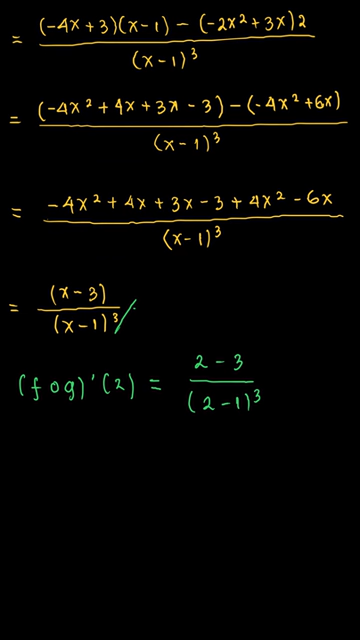 = ((-4x+3)(x-1) - (-2x²+3x)2)/(x-1)³
= ((-4x²+4x+3x-3) - (-4x²+6x))/(x-1)³
= (-4x²+4x+3x-3+4x²-6x)/(x-1)³
= (x-3)/(x-1)³
(fog)'(2) = (2-3)/(2-1)³